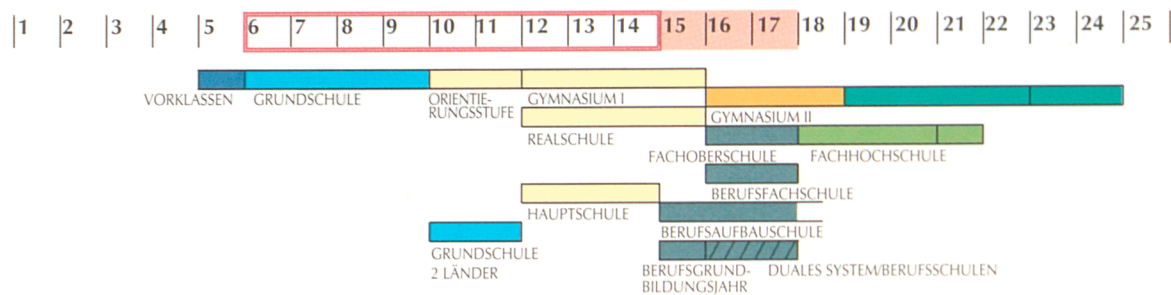 1 2 3 4 5 6 7 8 9 10 11 12 13 14 15 16 17 18 19 20 21 22 23 24 25
VORKLASSEN
GRUNDSCHULE
ORIENTIE-
RUNGSSTUFE
GYMNASIUM I
GYMNASIUM II
REALSCHULE
FACHOBERSCHULE
FACHHOCHSCHULE
BERUFSFACHSCHULE
HAUPTSCHULE
BERUFSAUFBAUSCHULE
GRUNDSCHULE
2 LÄNDER
BERUFSGRUND-
BILDUNGSJAHR
DUALES SYSTEM/BERUFSSCHULEN